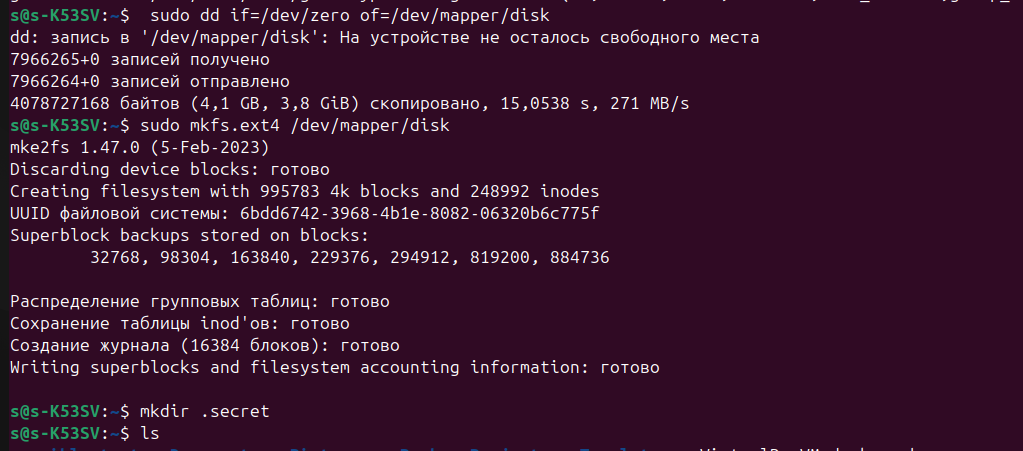 s@s-K53SV:~$  sudo dd if=/dev/zero of=/dev/mapper/disk
dd: запись в '/dev/mapper/disk': На устройстве не осталось свободного места
7966265+0 записей получено
7966264+0 записей отправлено
4078727168 байтов (4,1 GB, 3,8 GiB) скопировано, 15,0538 s, 271 MB/s
s@s-K53SV:~$ sudo mkfs.ext4 /dev/mapper/disk
mke2fs 1.47.0 (5-Feb-2023)
Discarding device blocks: готово
Creating filesystem with 995783 4k blocks and 248992 inodes
UUID файловой системы: 6bdd6742-3968-4b1e-8082-06320b6c775f
Superblock backups stored on blocks:
        32768, 98304, 163840, 229376, 294912, 819200, 884736
Распределение групповых таблиц: готово
Сохранение таблицы inod'ов: готово
Создание журнала (16384 блоков): готово
Writing superblocks and filesystem accounting information: готово
s@s-K53SV:~$ mkdir .secret
s@s-K53SV:~$ ls